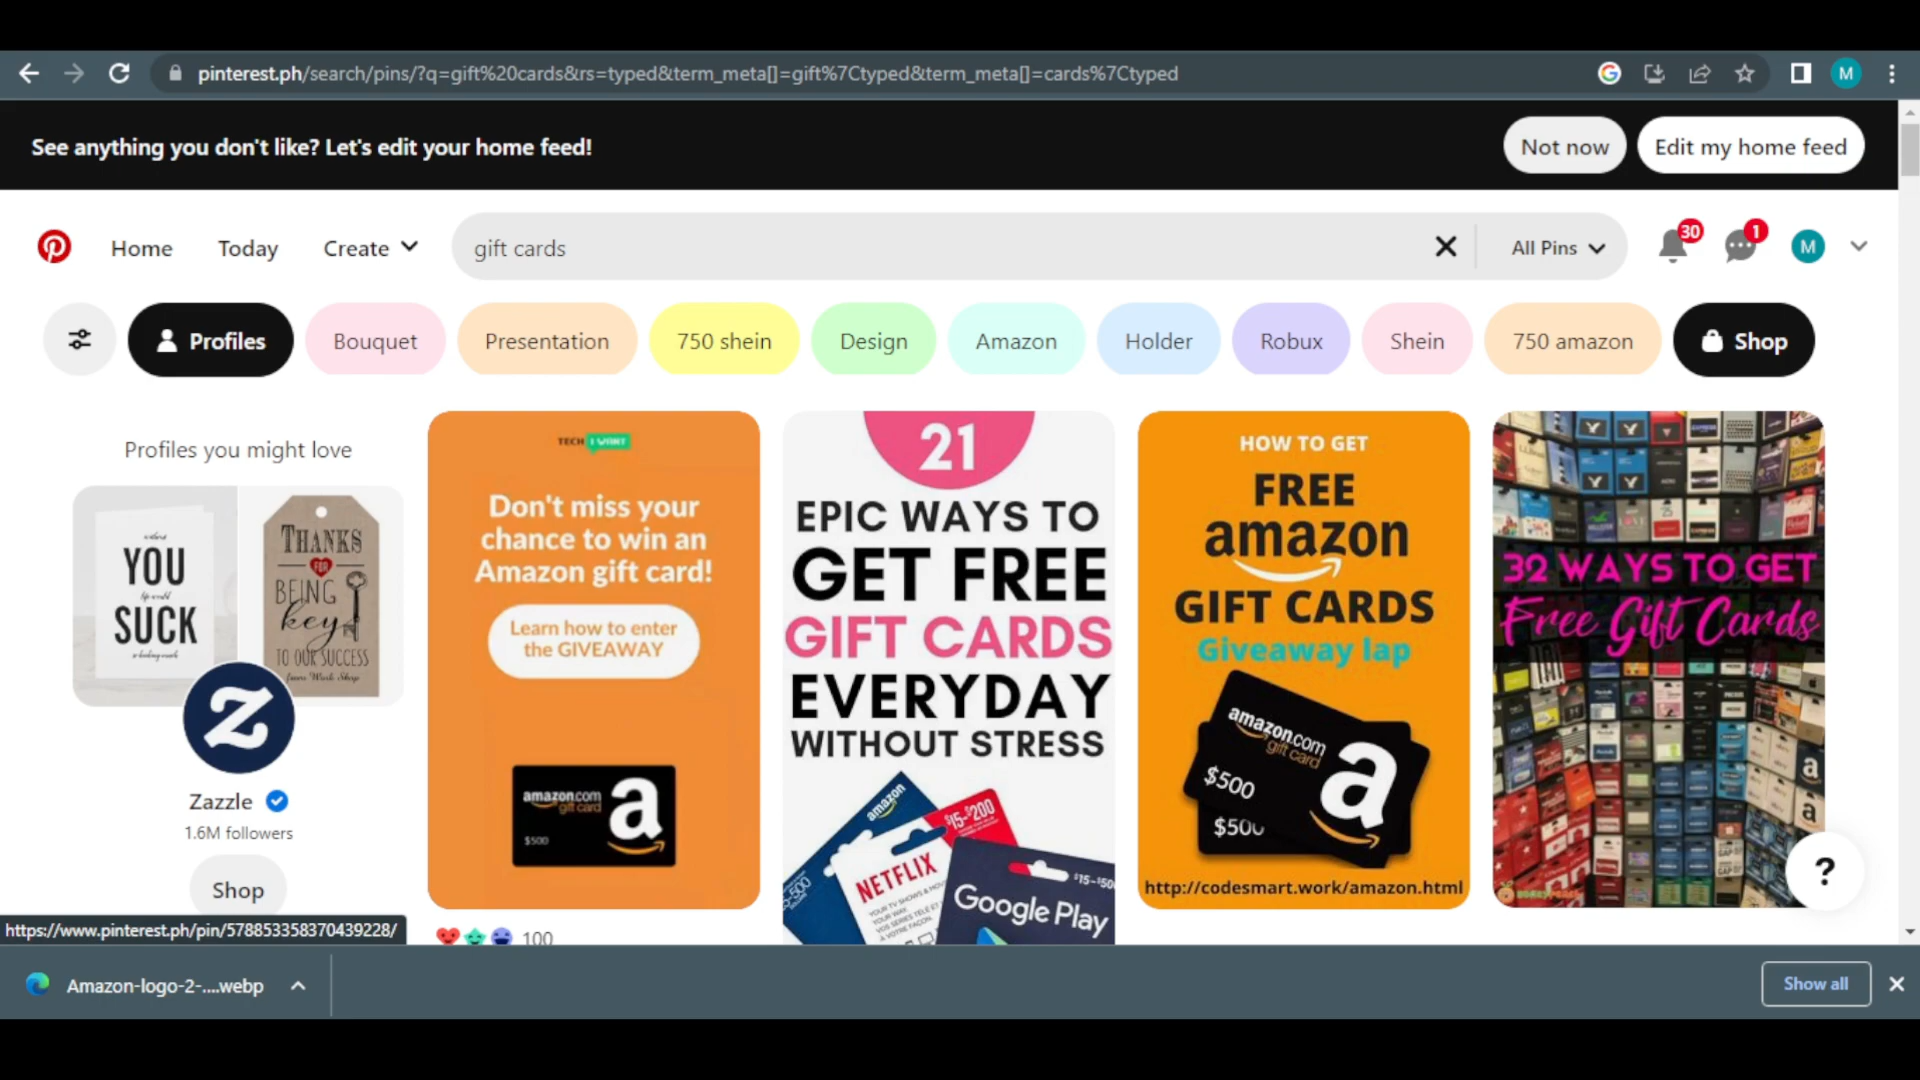 pinterest.ph/search/pins/?q=gift%20cards&rs=typed&term_meta[]=gift%7Ctyped&term_meta[]=cards%7Ctyped
M
See anything you don't like? Let's edit your home feed!
Not now
Edit my home feed
Home
Today
Create
gift cards
All Pins
30
1
M
Profiles
Bouquet
Presentation
750 shein
Design
Amazon
Holder
Robux
Shein
750 amazon
Shop
Profiles you might love
YOU
SUCK
THANKS
FOR
BEING
key
TO OUR SUCCESS
Z
Zazzle
1.6M followers
Shop
TECH I WANT
Don't miss your
chance to win an
Amazon gift card!
Learn how to enter
the GIVEAWAY
amazon.com
gift card
a
$500
100
21
EPIC WAYS TO
GET FREE
GIFT CARDS
EVERYDAY
WITHOUT STRESS
amazon
$15-$200
NETFLIX
Google Play
HOW TO GET
FREE
amazon
GIFT CARDS
Giveaway lap
amazon.com
gift card
a
$500
$500
http://codesmart.work/amazon.html
32 WAYS TO GET
Free Gift Cards
a
a
?
https://www.pinterest.ph/pin/578853358370439228/
Amazon-logo-2-....webp
Show all